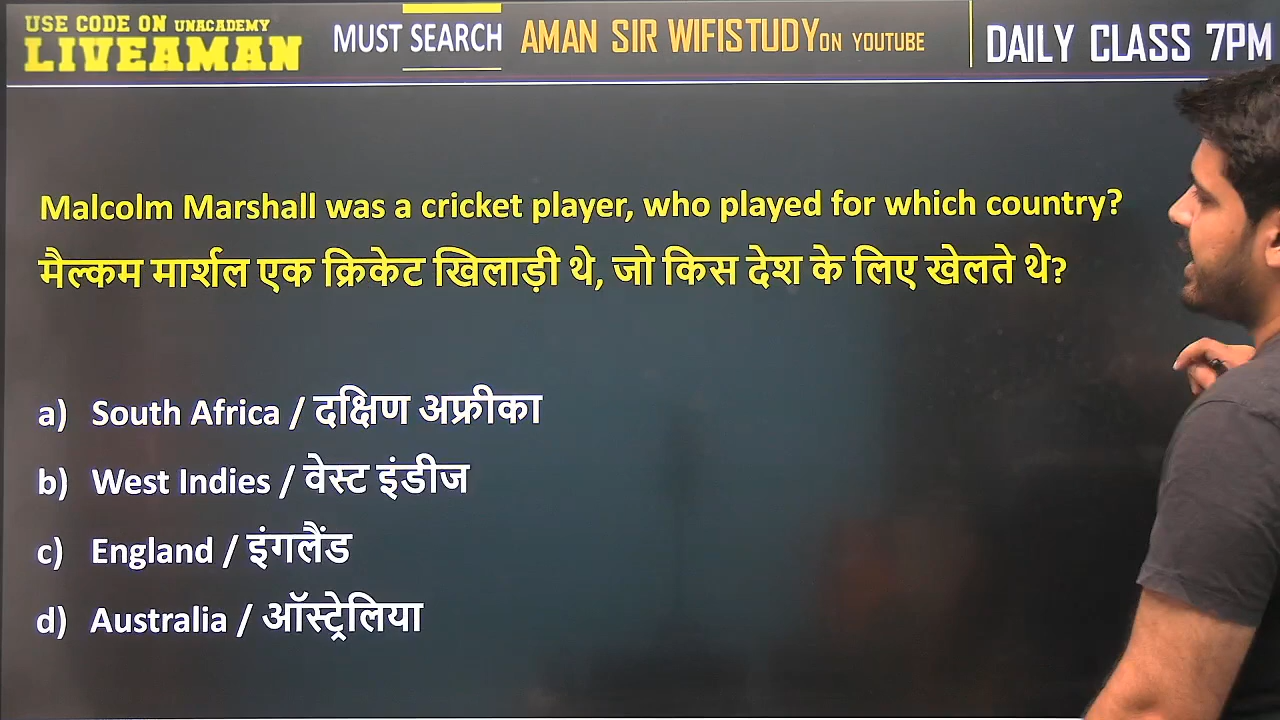 USE CODE ON UNACADEMY
LIVEAMAN
MUST SEARCH AMAN SIR WIFISTUDY ON YOUTUBE
DAILY CLASS 7PM
Malcolm Marshall was a cricket player, who played for which country?
मैल्कम मार्शल एक क्रिकेट खिलाड़ी थे, जो किस देश के लिए खेलते थे?
a) South Africa / दक्षिण अफ्रीका
b) West Indies / वेस्ट इंडीज
c) England / इंगलैंड
d) Australia / ऑस्ट्रेलिया